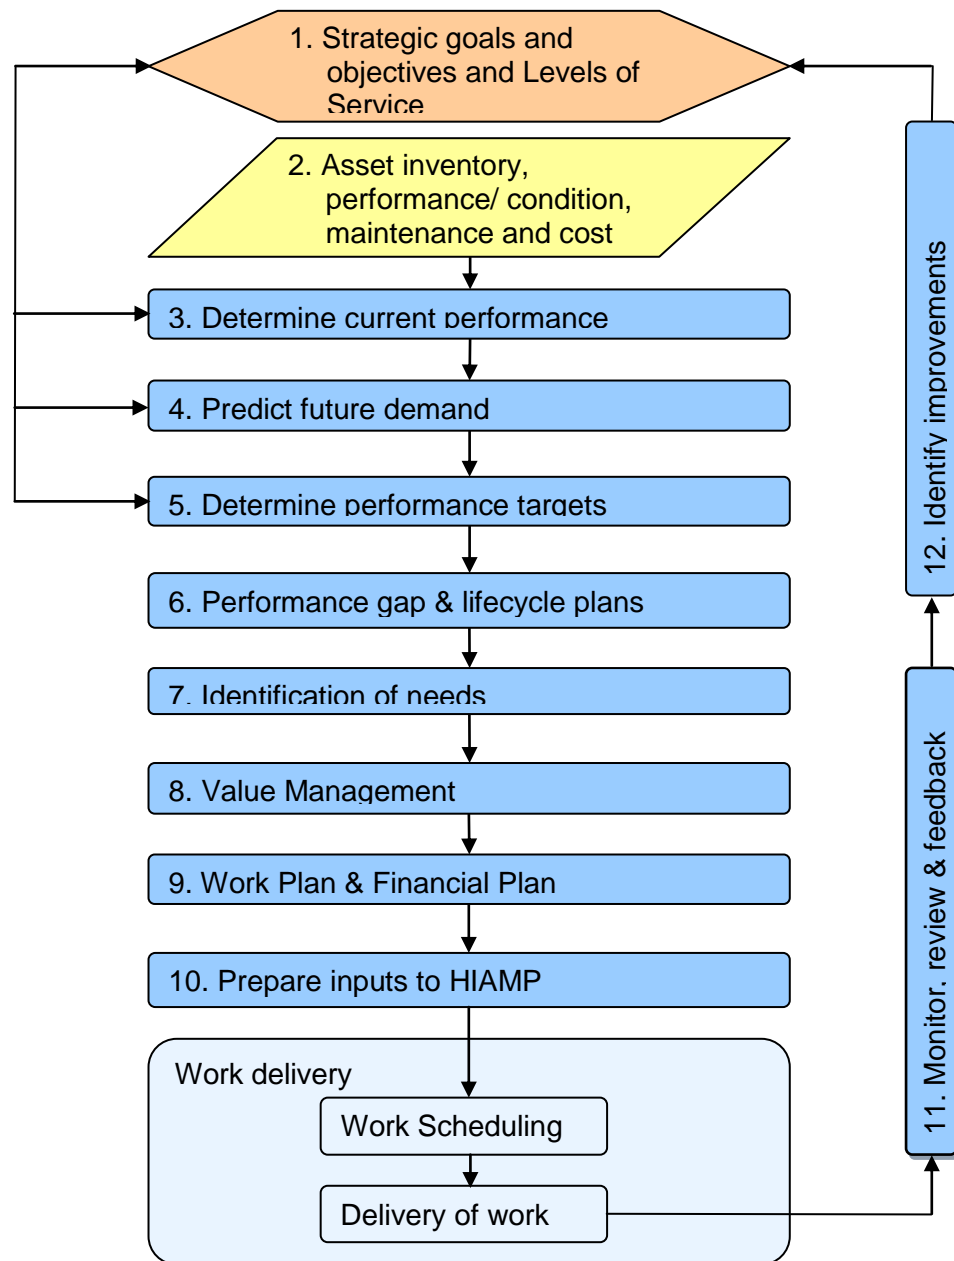 1. Strategic goals and
objectives and Levels of
Service
2. Asset inventory,
performance/ condition,
maintenance and cost
3. Determine current performance
4. Predict future demand
5. Determine performance targets
6. Performance gap & lifecycle plans
7. Identification of needs
8. Value Management
9. Work Plan & Financial Plan
10. Prepare inputs to HIAMP
Work delivery
Work Scheduling
Delivery of work
11. Monitor, review & feedback
12. Identify improvements